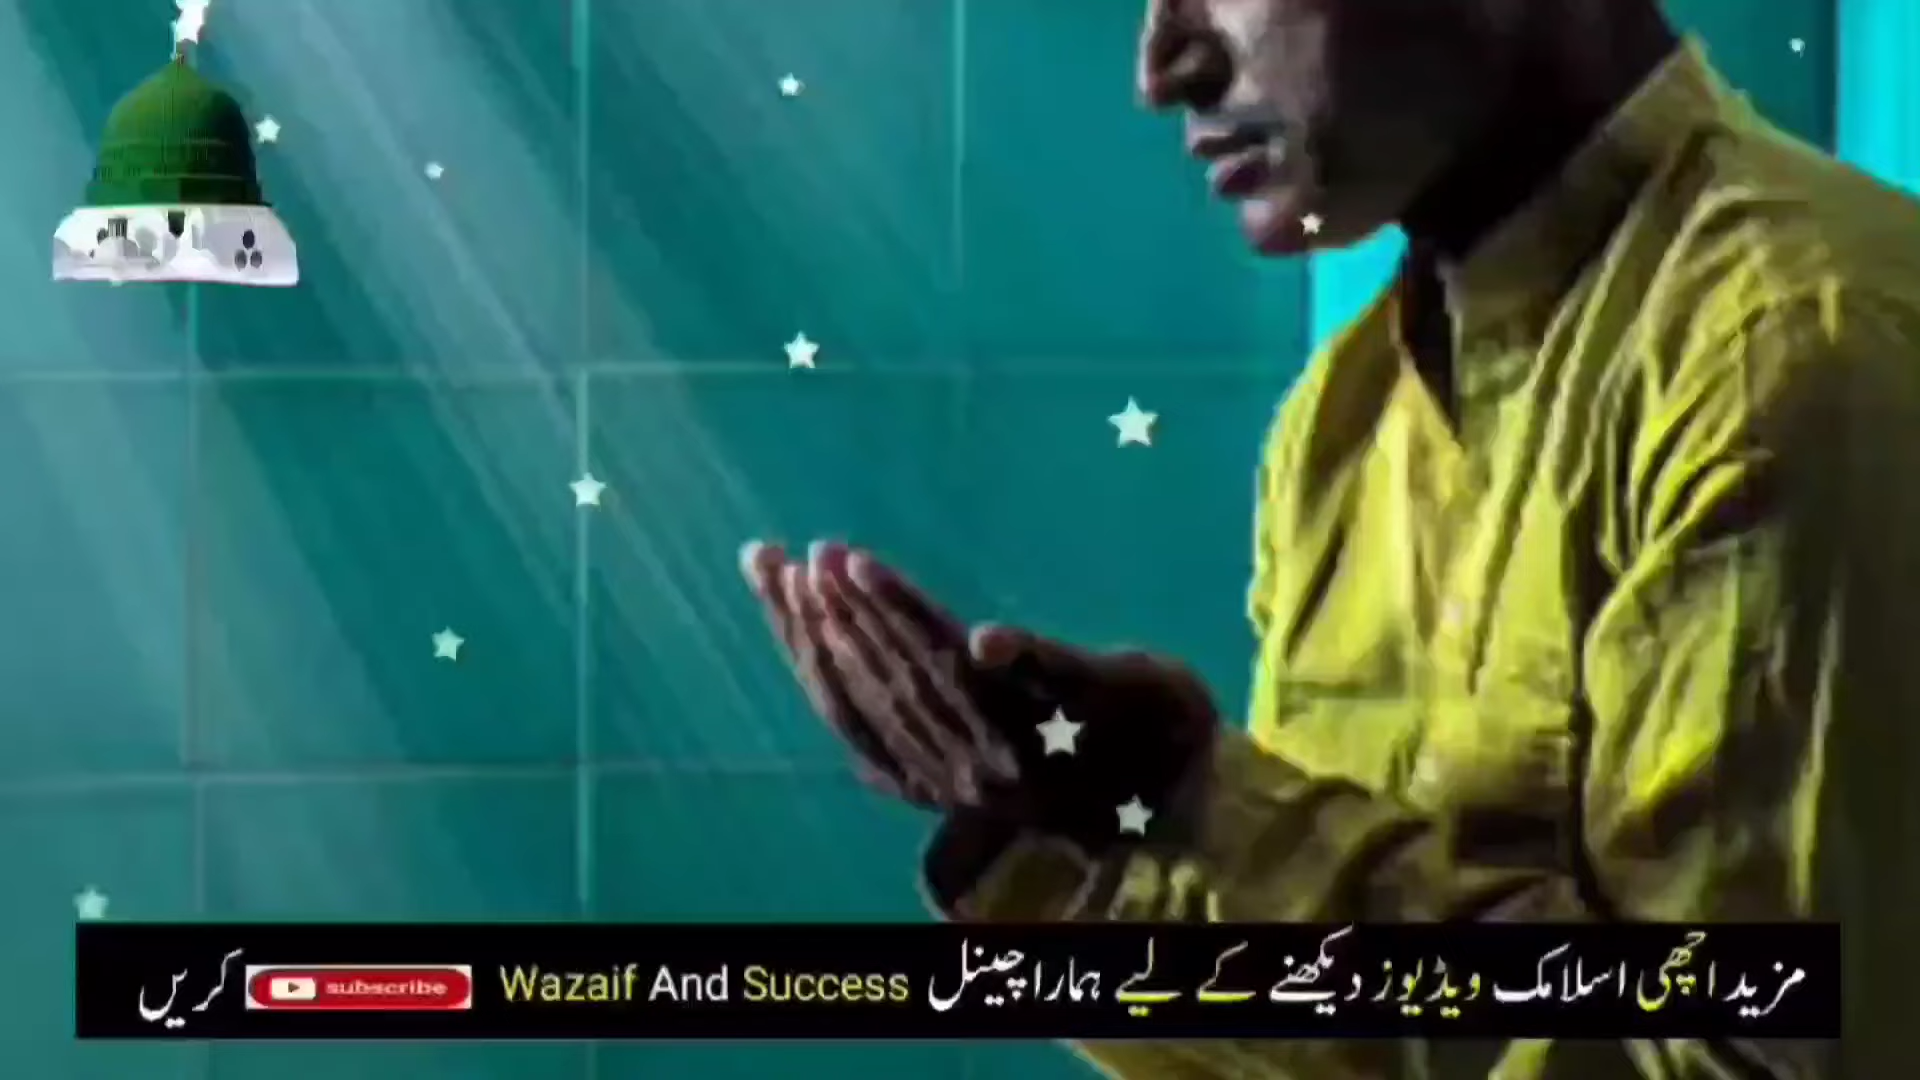 مزید اچھی اسلامک ویڈیوز دیکھنے کے لیے ہمارا چینل Wazaif And Success subscribe کریں